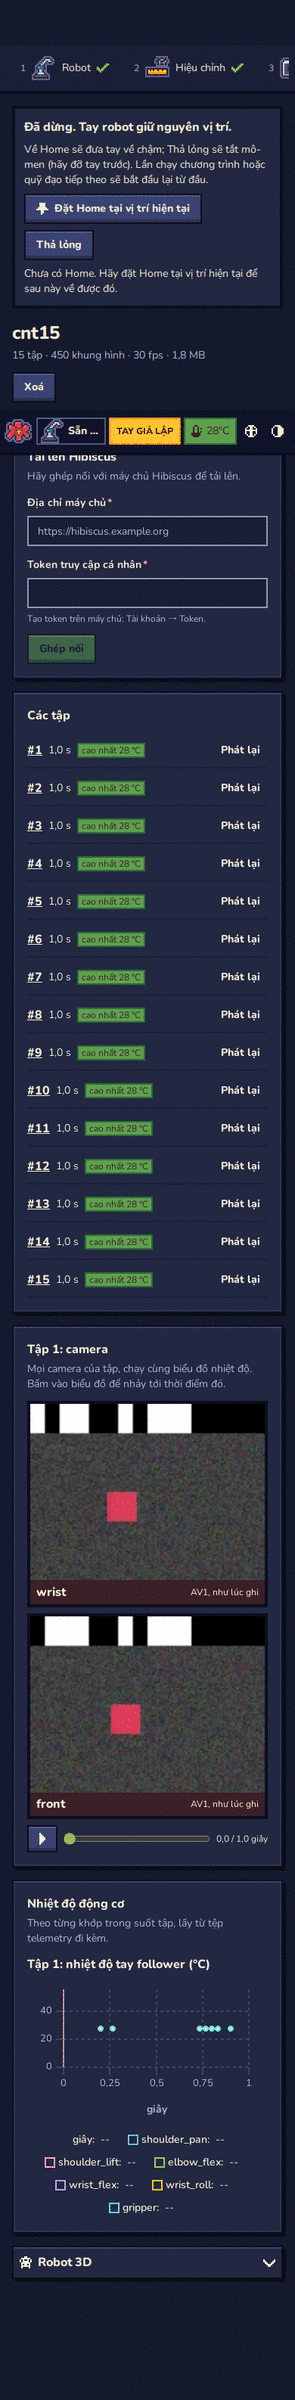 1 Robot 2 Hiệu chỉnh 3
Đã dừng. Tay robot giữ nguyên vị trí.
Về Home sẽ đưa tay về chậm; Thả lỏng sẽ tắt mô-
men (hãy đỡ tay trước). Lần chạy chương trình hoặc
quỹ đạo tiếp theo sẽ bắt đầu lại từ đầu.
Đặt Home tại vị trí hiện tại
Thả lỏng
Chưa có Home. Hãy đặt Home tại vị trí hiện tại để
sau này về được đó.
cnt15
15 tập · 450 khung hình · 30 fps · 1,8 MB
Xoá
Sẵn ... TAY GIẢ LẬP 28°C
Tải lên Hibiscus
Hãy ghép nối với máy chủ Hibiscus để tải lên.
Địa chỉ máy chủ*
https://hibiscus.example.org
Token truy cập cá nhân*
Tạo token trên máy chủ: Tài khoản → Token.
Ghép nối
Các tập
#1 1,0 s cao nhất 28 °C Phát lại
#2 1,0 s cao nhất 28 °C Phát lại
#3 1,0 s cao nhất 28 °C Phát lại
#4 1,0 s cao nhất 28 °C Phát lại
#5 1,0 s cao nhất 28 °C Phát lại
#6 1,0 s cao nhất 28 °C Phát lại
#7 1,0 s cao nhất 28 °C Phát lại
#8 1,0 s cao nhất 28 °C Phát lại
#9 1,0 s cao nhất 28 °C Phát lại
#10 1,0 s cao nhất 28 °C Phát lại
#11 1,0 s cao nhất 28 °C Phát lại
#12 1,0 s cao nhất 28 °C Phát lại
#13 1,0 s cao nhất 28 °C Phát lại
#14 1,0 s cao nhất 28 °C Phát lại
#15 1,0 s cao nhất 28 °C Phát lại
Tập 1: camera
Mọi camera của tập, chạy cùng biểu đồ nhiệt độ.
Bấm vào biểu đồ để nhảy tới thời điểm đó.
wrist AV1, như lúc ghi
front AV1, như lúc ghi
0,0 / 1,0 giây
Nhiệt độ động cơ
Theo từng khớp trong suốt tập, lấy từ tệp
telemetry đi kèm.
Tập 1: nhiệt độ tay follower (°C)
40
20
0
0 0,25 0,5 0,75 1
giây
giây: -- shoulder_pan: --
shoulder_lift: -- elbow_flex: --
wrist_flex: -- wrist_roll: --
gripper: --
Robot 3D